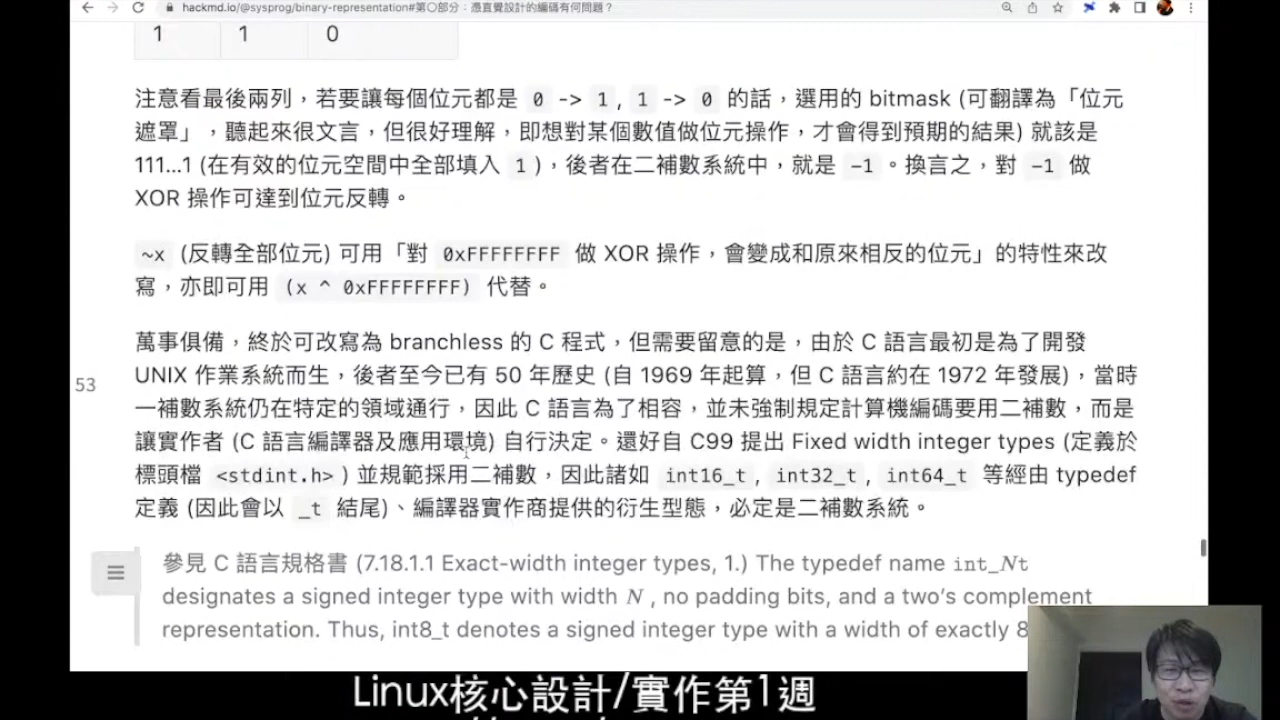 hackmd.io/@sysprog/binary-representation#第〇部分：憑直覺設計的編碼有何問題？
1 1 0
注意看最後兩列，若要讓每個位元都是 0 -> 1, 1 -> 0 的話，選用的 bitmask (可翻譯為「位元
遮罩」，聽起來很文言，但很好理解，即想對某個數值做位元操作，才會得到預期的結果) 就該是
111...1 (在有效的位元空間中全部填入 1 )，後者在二補數系統中，就是 -1 。換言之，對 -1 做
XOR 操作可達到位元反轉。
~x (反轉全部位元) 可用「對 0xFFFFFFFF 做 XOR 操作，會變成和原來相反的位元」的特性來改
寫，亦即可用 (x ^ 0xFFFFFFFF) 代替。
萬事俱備，終於可改寫為 branchless 的 C 程式，但需要留意的是，由於 C 語言最初是為了開發
UNIX 作業系統而生，後者至今已有 50 年歷史 (自 1969 年起算，但 C 語言約在 1972 年發展)，當時
53
一補數系統仍在特定的領域通行，因此 C 語言為了相容，並未強制規定計算機編碼要用二補數，而是
讓實作者 (C 語言編譯器及應用環境) 自行決定。還好自 C99 提出 Fixed width integer types (定義於
標頭檔 <stdint.h> ) 並規範採用二補數，因此諸如 int16_t, int32_t, int64_t 等經由 typedef
定義 (因此會以 _t 結尾)、編譯器實作商提供的衍生型態，必定是二補數系統。
參見 C 語言規格書 (7.18.1.1 Exact-width integer types, 1.) The typedef name int_Nt
designates a signed integer type with width N , no padding bits, and a two's complement
representation. Thus, int8_t denotes a signed integer type with a width of exactly 8
Linux核心設計/實作第1週